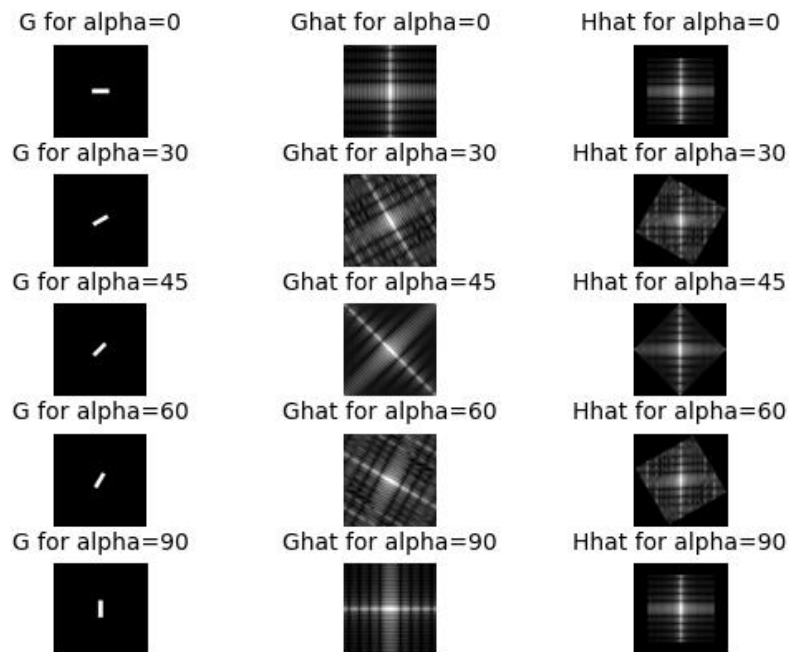 G for alpha=0 Ghat for alpha=0 Hhat for alpha=0
G for alpha=30 Ghat for alpha=30 Hhat for alpha=30
G for alpha=45 Ghat for alpha=45 Hhat for alpha=45
G for alpha=60 Ghat for alpha=60 Hhat for alpha=60
G for alpha=90 Ghat for alpha=90 Hhat for alpha=90